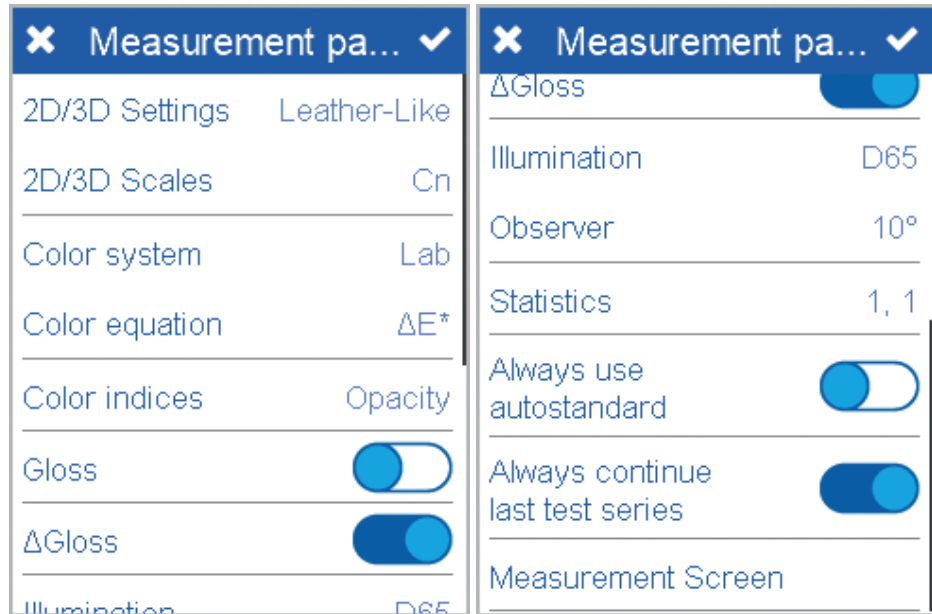 Measurement pa...
2D/3D Settings Leather-Like
2D/3D Scales Cn
Color system Lab
Color equation ΔE*
Color indices Opacity
Gloss
ΔGloss
Illumination D65
Measurement pa...
ΔGloss
Illumination D65
Observer 10°
Statistics 1, 1
Always use
autostandard
Always continue
last test series
Measurement Screen